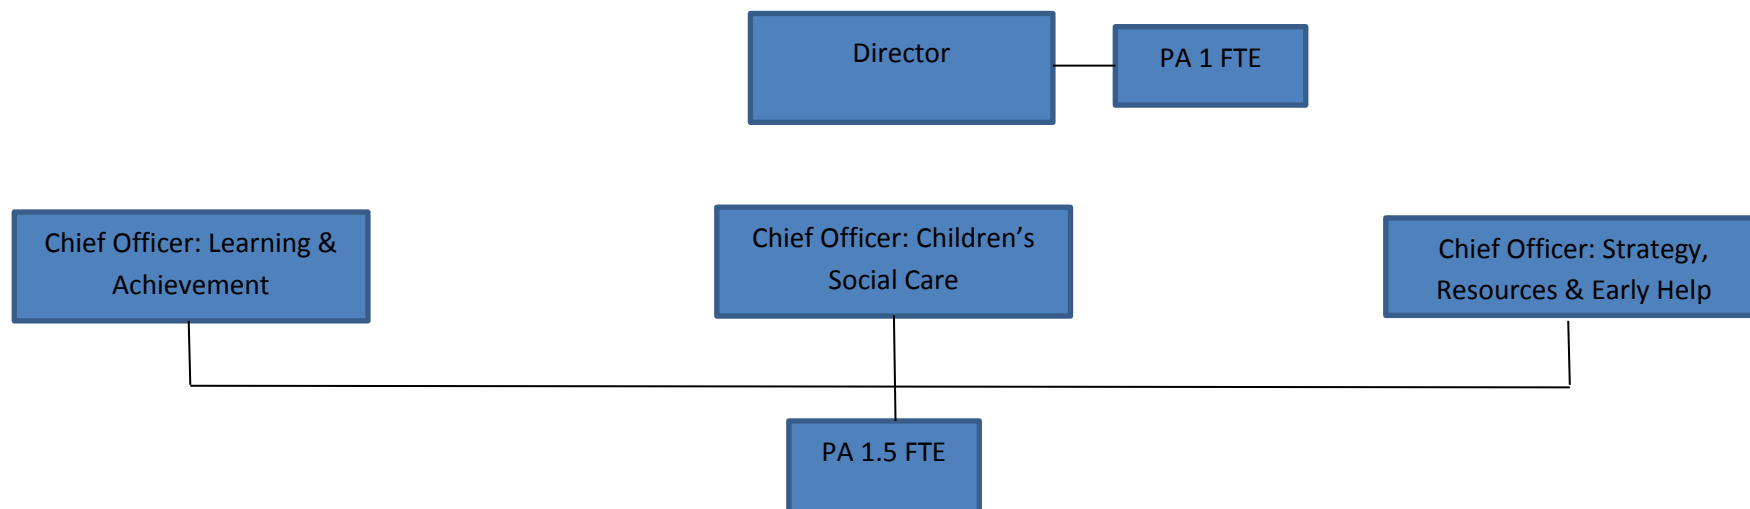 Director
PA 1 FTE
Chief Officer: Learning &
Achievement
Chief Officer: Children’s
Social Care
Chief Officer: Strategy,
Resources & Early Help
PA 1.5 FTE